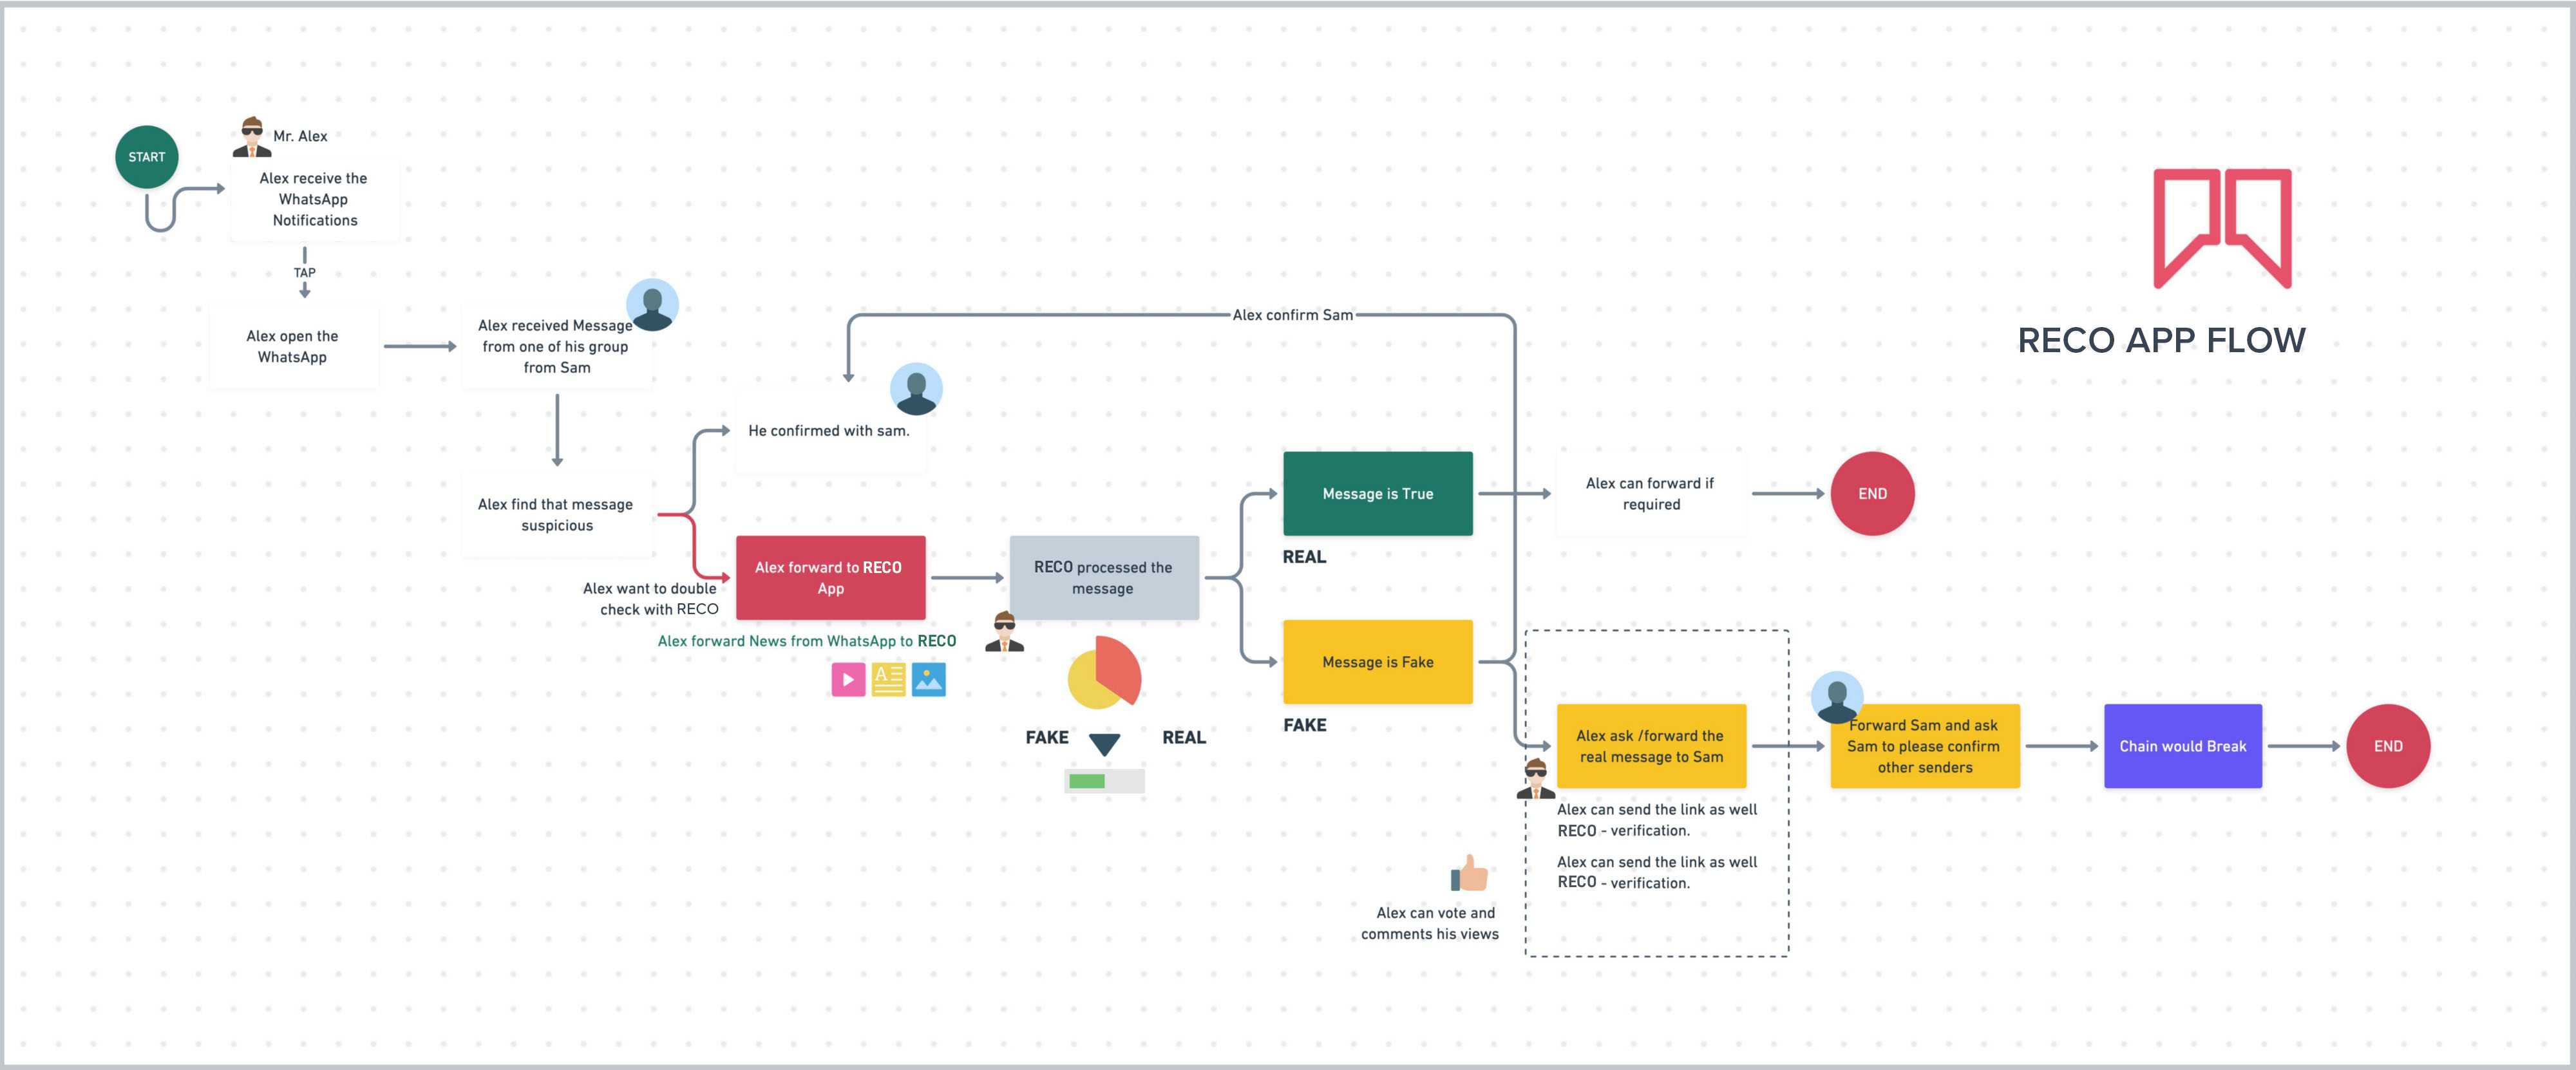 START
Mr. Alex
Alex receive the
WhatsApp
Notifications
TAP
Alex open the
WhatsApp
Alex received Message
from one of his group
from Sam
Alex find that message
suspicious
Alex confirm Sam
He confirmed with sam.
Alex want to double
check with RECO
Alex forward to RECO
App
Alex forward News from WhatsApp to RECO
A
RECO processed the
message
FAKE
REAL
Message is True
REAL
Message is Fake
FAKE
Alex can forward if
required
END
Alex ask /forward the
real message to Sam
Alex can send the link as well
RECO - verification.
Alex can send the link as well
RECO - verification.
Alex can vote and
comments his views
Forward Sam and ask
Sam to please confirm
other senders
Chain would Break
END
RECO APP FLOW